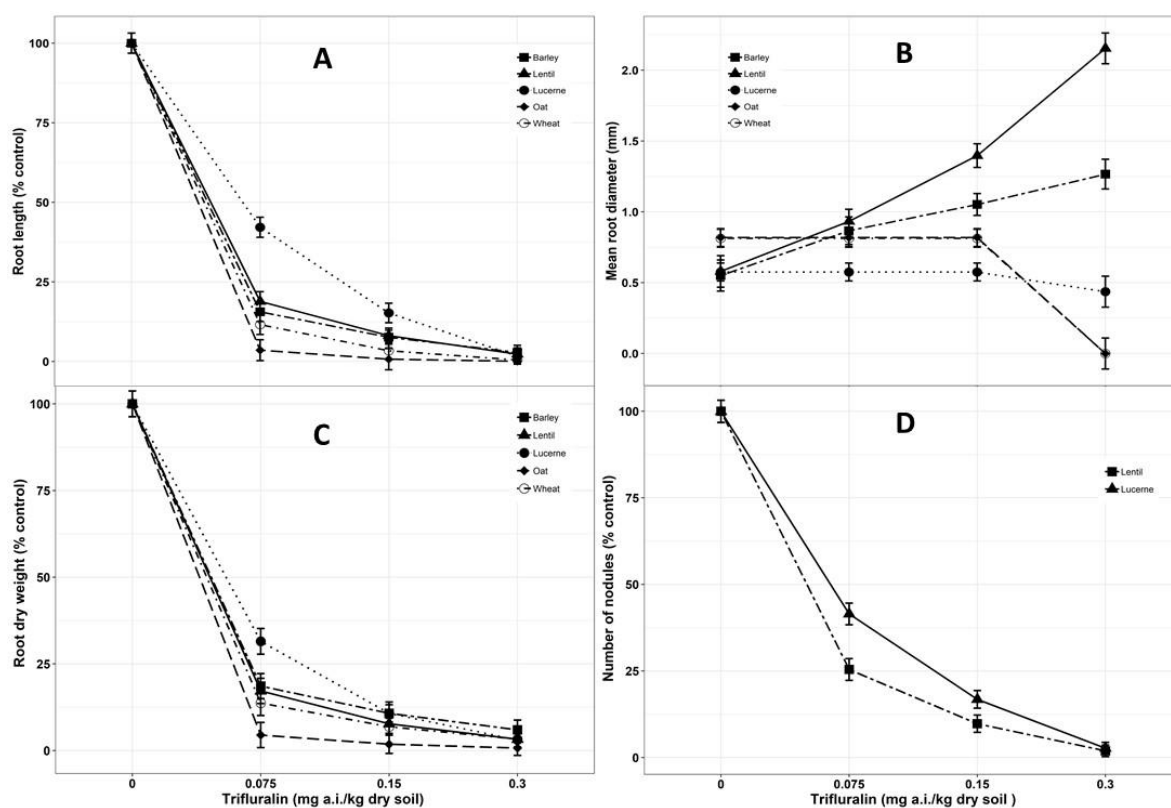 A
Root length (% control)
100
75
50
25
0
Barley
Lentil
Lucerne
Oat
Wheat
B
Mean root diameter (mm)
2.0
1.5
1.0
0.5
0.0
Barley
Lentil
Lucerne
Oat
Wheat
C
Root dry weight (% control)
100
75
50
25
0
Barley
Lentil
Lucerne
Oat
Wheat
0 0.075 0.15 0.3
Trifluralin (mg a.i./kg dry soil)
D
Number of nodules (% control)
100
75
50
25
0
Lentil
Lucerne
0 0.075 0.15 0.3
Trifluralin (mg a.i./kg dry soil )